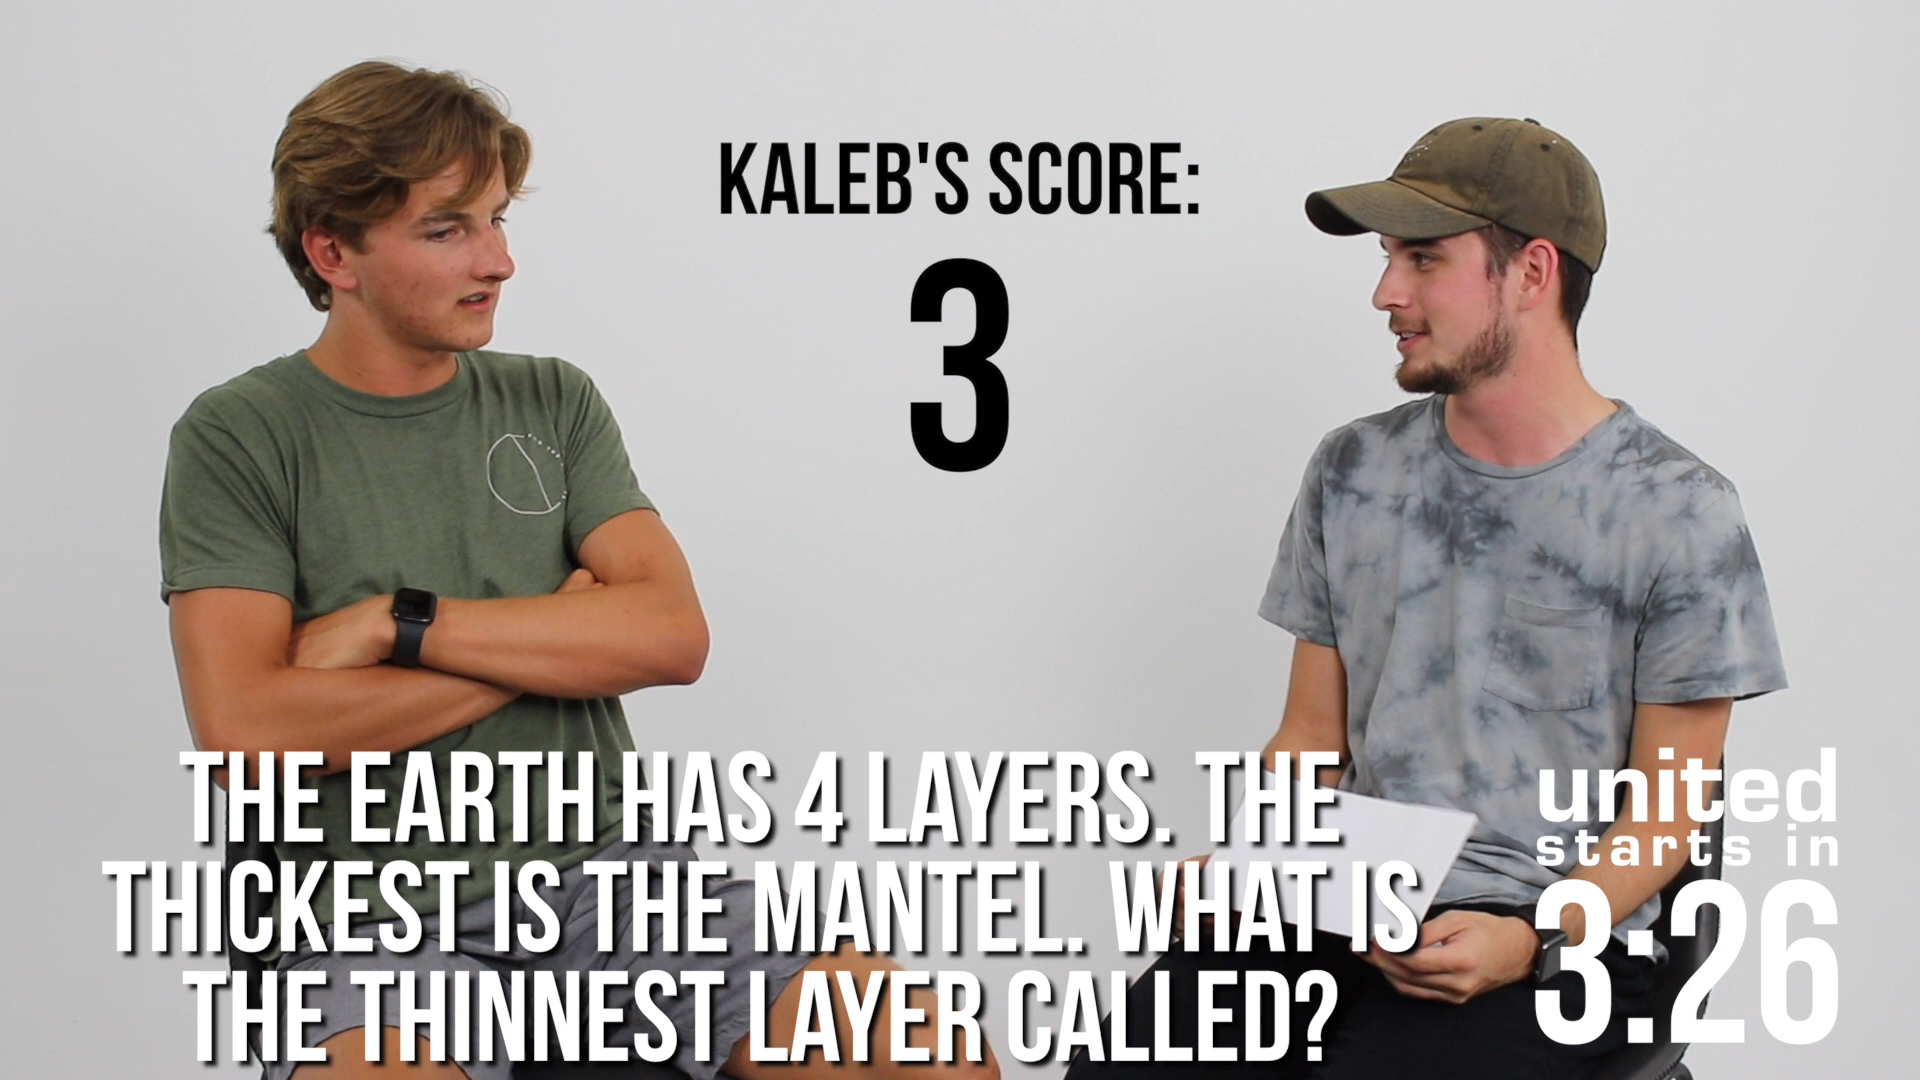 KALEB'S SCORE:
3
THE EARTH HAS 4 LAYERS. THE
THICKEST IS THE MANTEL. WHAT IS
THE THINNEST LAYER CALLED?
united
starts in
3:26